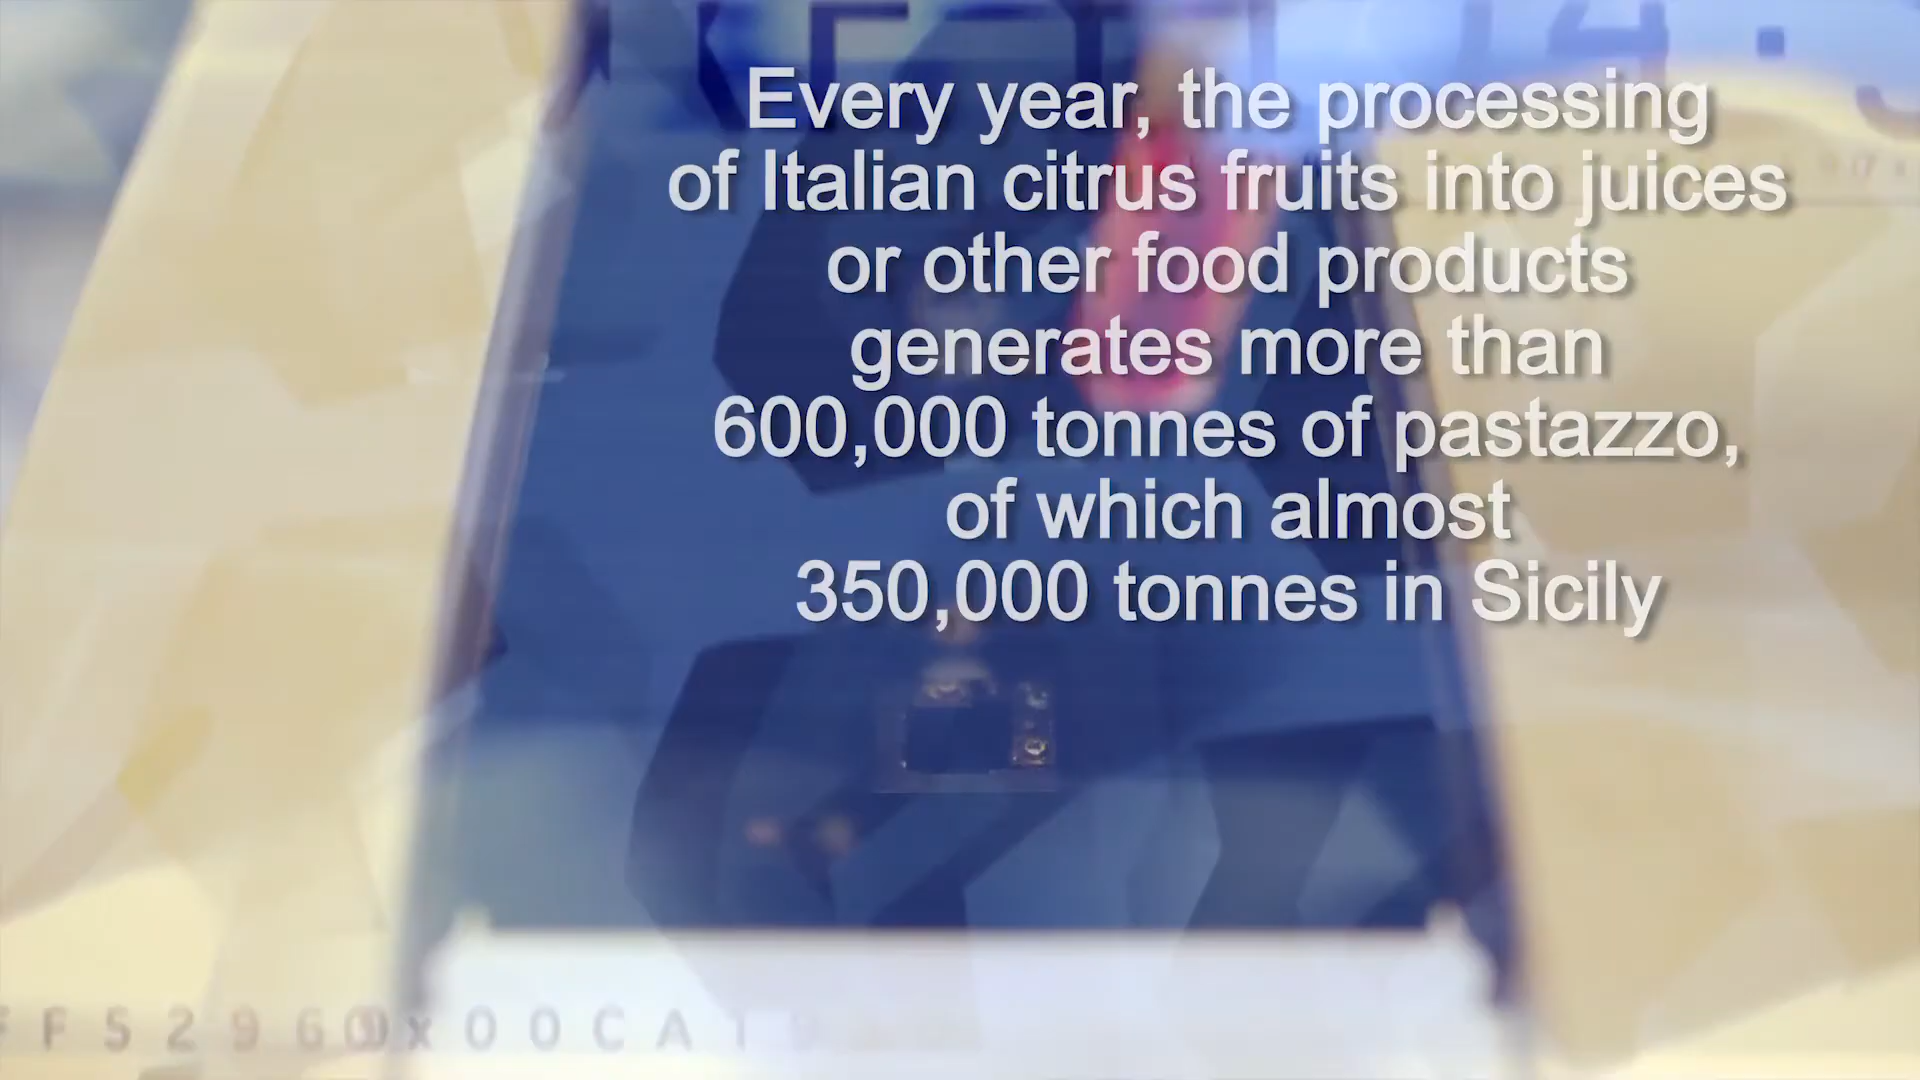 Every year, the processing
of Italian citrus fruits into juices
or other food products
generates more than
600,000 tonnes of pastazzo,
of which almost
350,000 tonnes in Sicily